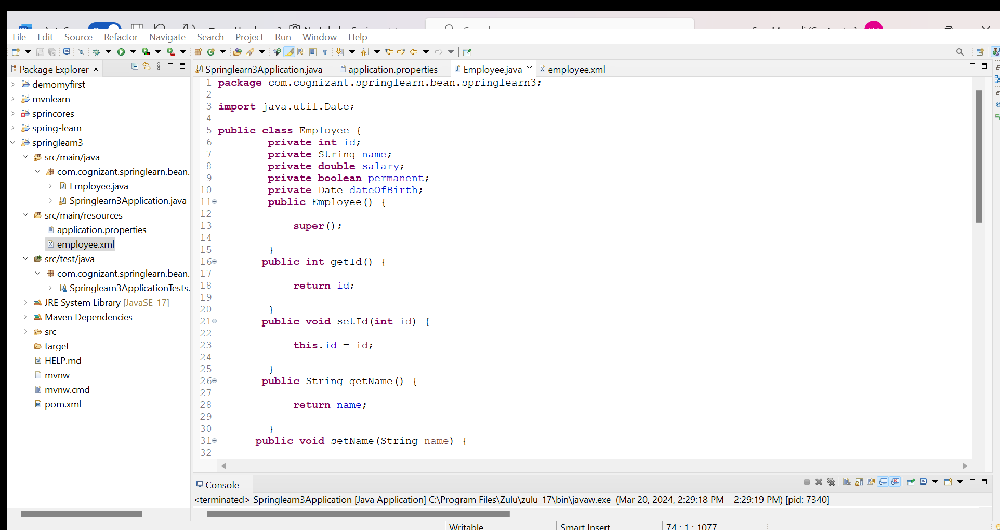 File Edit Source Refactor Navigate Search Project Run Window Help
Package Explorer
demomyfirst
mvnlearn
sprincores
spring-learn
springlearn3
src/main/java
com.cognizant.springlearn.bean.
Employee.java
Springlearn3Application.java
src/main/resources
application.properties
employee.xml
src/test/java
com.cognizant.springlearn.bean.
Springlearn3ApplicationTests.
JRE System Library [JavaSE-17]
Maven Dependencies
src
target
HELP.md
mvnw
mvnw.cmd
pom.xml
Springlearn3Application.java application.properties Employee.java employee.xml
1 package com.cognizant.springlearn.bean.springlearn3;
2
3 import java.util.Date;
4
5 public class Employee {
6 private int id;
7 private String name;
8 private double salary;
9 private boolean permanent;
10 private Date dateOfBirth;
11 public Employee() {
12
13 super();
14
15 }
16 public int getId() {
17
18 return id;
19
20 }
21 public void setId(int id) {
22
23 this.id = id;
24
25 }
26 public String getName() {
27
28 return name;
29
30 }
31 public void setName(String name) {
32
Console
<terminated> Springlearn3Application [Java Application] C:\Program Files\Zulu\zulu-17\bin\javaw.exe (Mar 20, 2024, 2:29:18 PM – 2:29:19 PM) [pid: 7340]
Writable Smart Insert 74 : 1 : 1077